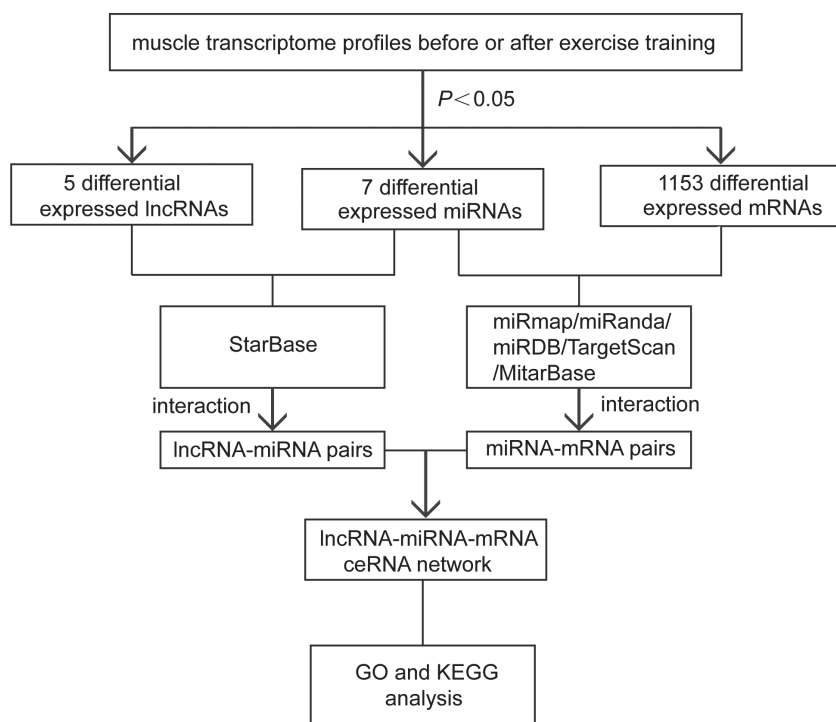 muscle transcriptome profiles before or after exercise training
P<0.05
5 differential
expressed lncRNAs
7 differential
expressed miRNAs
1153 differential
expressed mRNAs
StarBase
miRmap/miRanda/
miRDB/TargetScan
/MitarBase
interaction
interaction
lncRNA-miRNA pairs
miRNA-mRNA pairs
lncRNA-miRNA-mRNA
ceRNA network
GO and KEGG
analysis